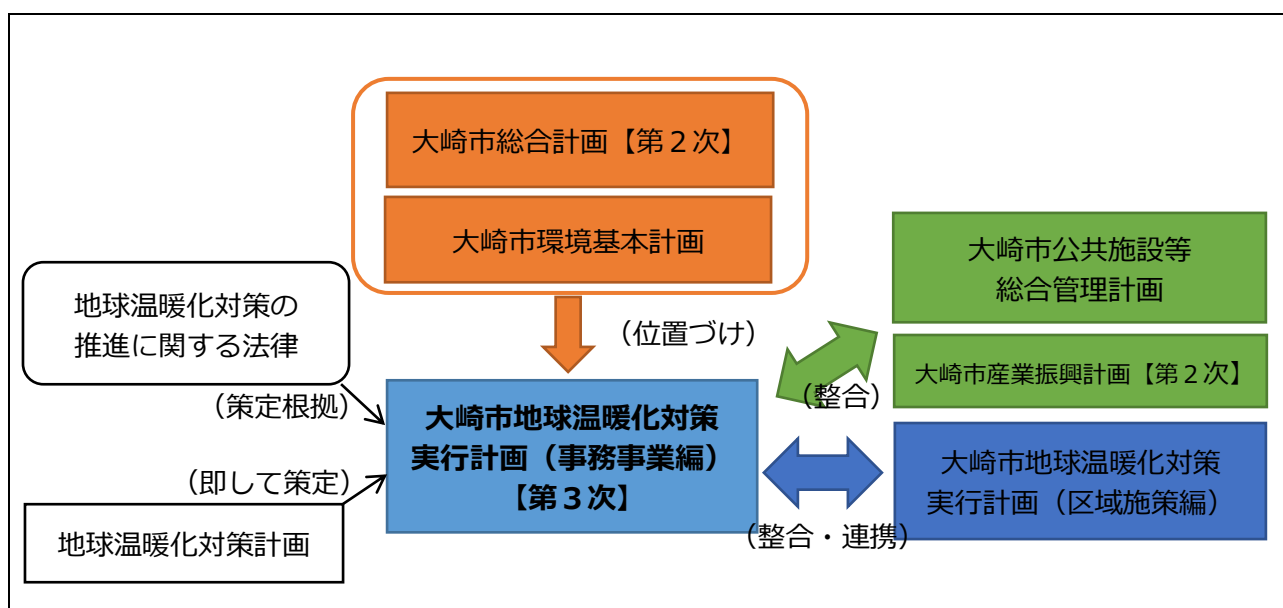 大崎市総合計画【第２次】
大崎市環境基本計画
（位置づけ）
地球温暖化対策の
推進に関する法律
（策定根拠）
（即して策定）
地球温暖化対策計画
大崎市地球温暖化対策
実行計画（事務事業編）
【第３次】
大崎市公共施設等
総合管理計画
大崎市産業振興計画【第２次】
（整合）
大崎市地球温暖化対策
実行計画（区域施策編）
（整合・連携）